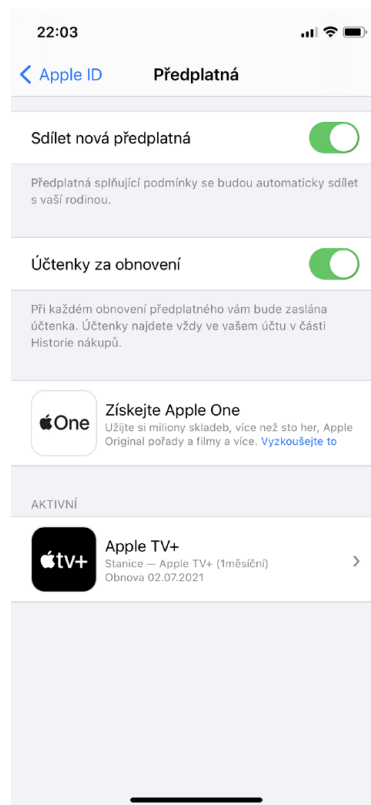 22:03
Apple ID
Předplatná
Sdílet nová předplatná
Předplatná splňující podmínky se budou automaticky sdílet
s vaší rodinou.
Účtenky za obnovení
Při každém obnovení předplatného vám bude zaslána
účtenka. Účtenky najdete vždy ve vašem účtu v části
Historie nákupů.
One
Získejte Apple One
Užijte si miliony skladeb, více než sto her, Apple
Original pořady a filmy a více. Vyzkoušejte to
AKTIVNÍ
tv+
Apple TV+
Stanice — Apple TV+ (1měsíční)
Obnova 02.07.2021